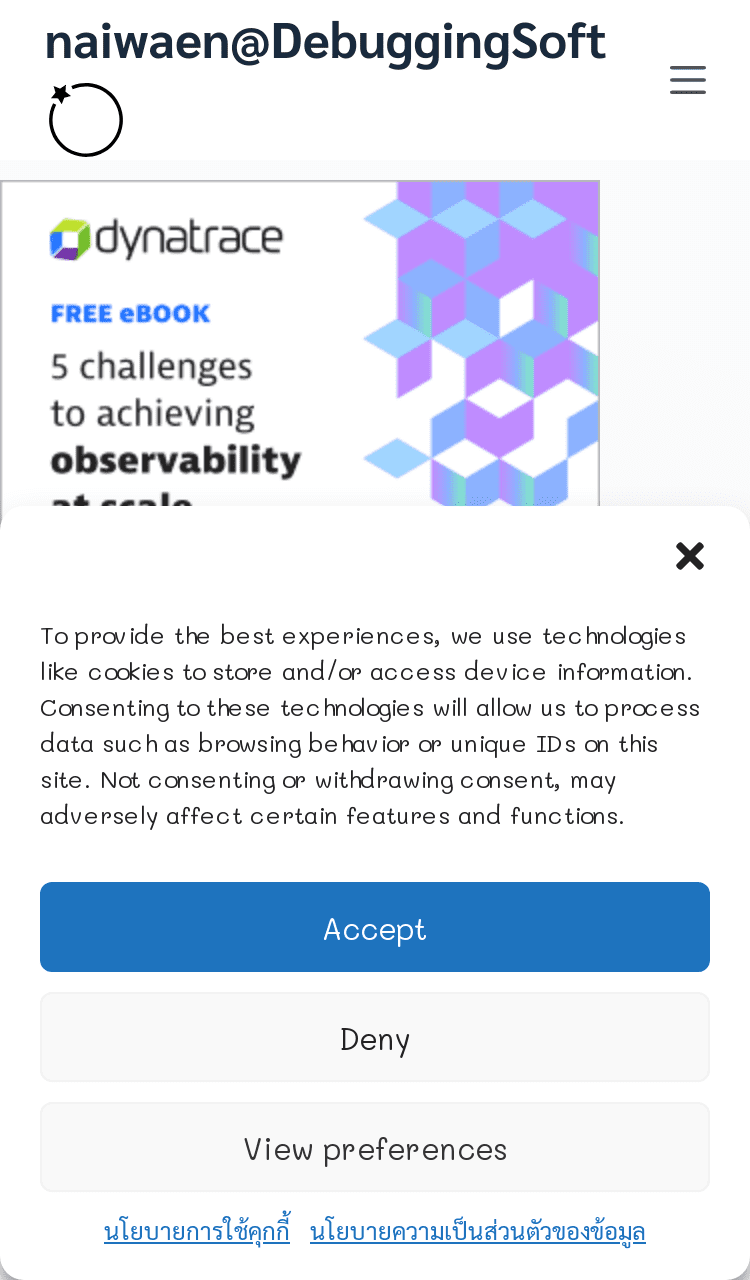 naiwaen@DebuggingSoft
dynatrace
FREE eBOOK
5 challenges
to achieving
observability
at scale
To provide the best experiences, we use technologies
like cookies to store and/or access device information.
Consenting to these technologies will allow us to process
data such as browsing behavior or unique IDs on this
site. Not consenting or withdrawing consent, may
adversely affect certain features and functions.
Accept
Deny
View preferences
นโยบายการใช้คุกกี้ นโยบายความเป็นส่วนตัวของข้อมูล